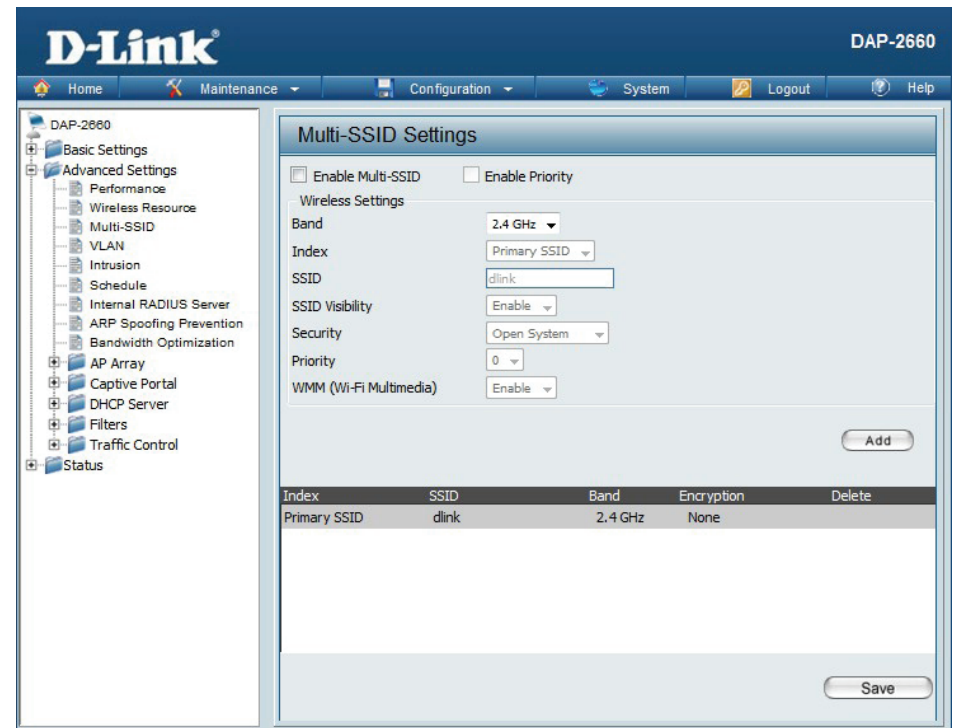 D-Link
DAP-2660
Home Maintenance Configuration System Logout Help
DAP-2660
Basic Settings
Advanced Settings
Performance
Wireless Resource
Multi-SSID
VLAN
Intrusion
Schedule
Internal RADIUS Server
ARP Spoofing Prevention
Bandwidth Optimization
AP Array
Captive Portal
DHCP Server
Filters
Traffic Control
Status
Multi-SSID Settings
Enable Multi-SSID Enable Priority
Wireless Settings
Band 2.4 GHz
Index Primary SSID
SSID dlink
SSID Visibility Enable
Security Open System
Priority 0
WMM (Wi-Fi Multimedia) Enable
Add
Index SSID Band Encryption Delete
Primary SSID dlink 2.4 GHz None
Save